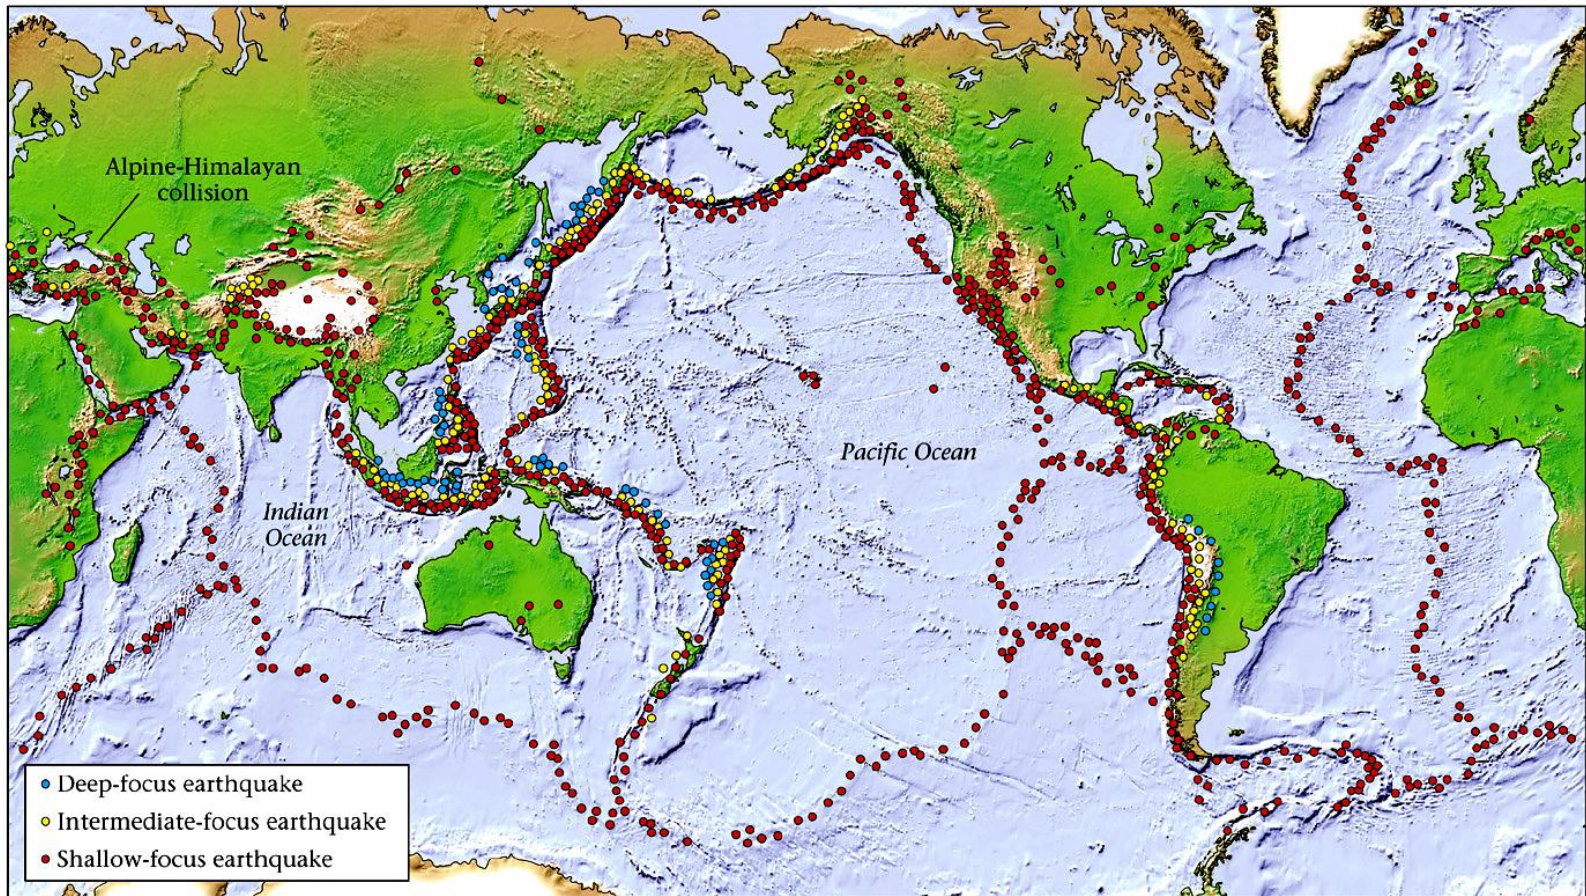 Alpine-Himalayan
collision
Pacific Ocean
Indian
Ocean
Deep-focus earthquake
Intermediate-focus earthquake
Shallow-focus earthquake